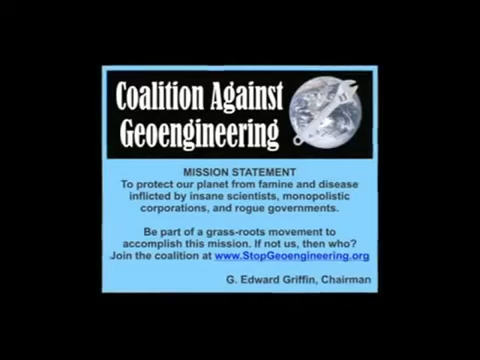 Coalition Against
Geoengineering
MISSION STATEMENT
To protect our planet from famine and disease
inflicted by insane scientists, monopolistic
corporations, and rogue governments.
Be part of a grass-roots movement to
accomplish this mission. If not us, then who?
Join the coalition at www.StopGeoengineering.org
G. Edward Griffin, Chairman